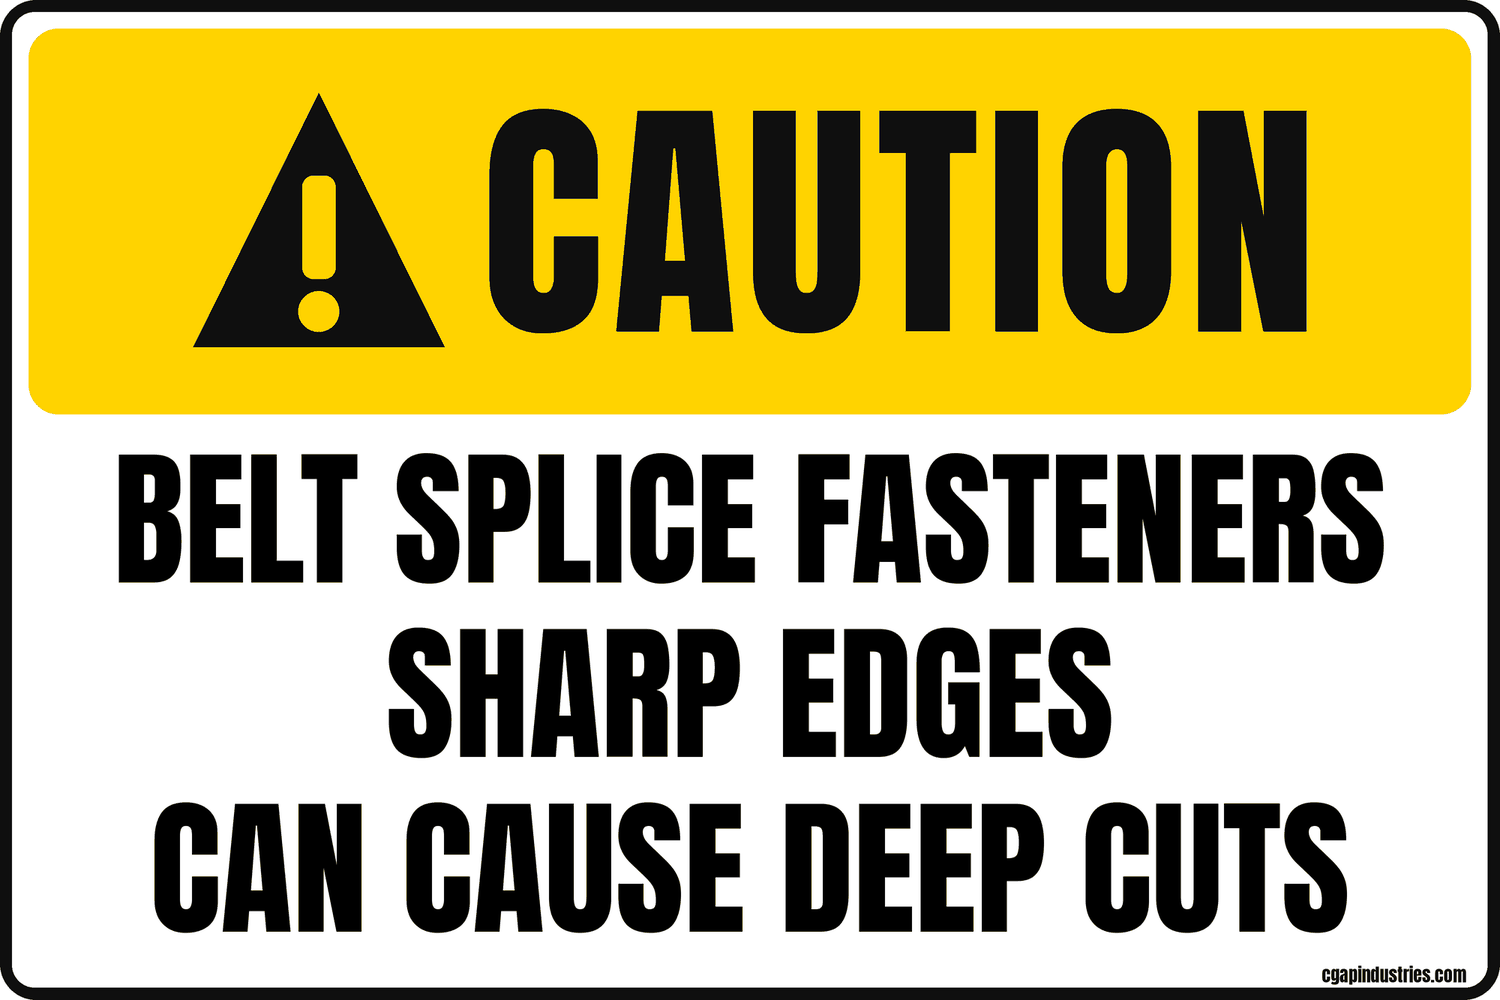 CAUTION
BELT SPLICE FASTENERS
SHARP EDGES
CAN CAUSE DEEP CUTS
cgapindustries.com